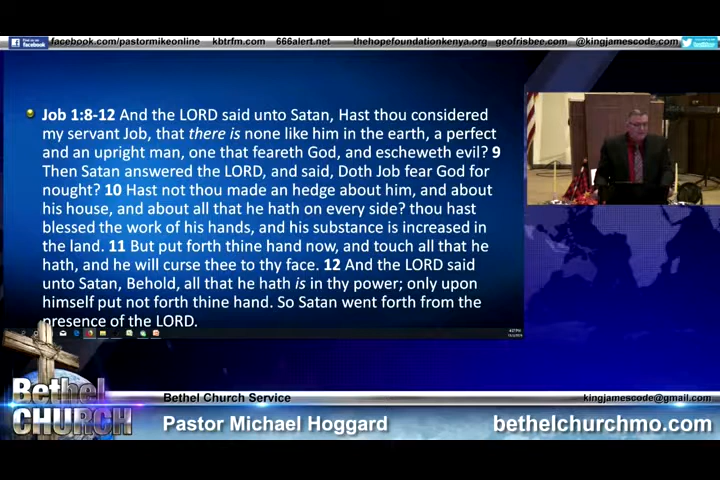 Find us on facebook facebook.com/pastormikeonline kbtrfm.com 666alert.net thehopefoundationkenya.org geofrisbee.com @kingjamescode.com twitter
Job 1:8-12 And the LORD said unto Satan, Hast thou considered
my servant Job, that there is none like him in the earth, a perfect
and an upright man, one that feareth God, and escheweth evil? 9
Then Satan answered the LORD, and said, Doth Job fear God for
nought? 10 Hast not thou made an hedge about him, and about
his house, and about all that he hath on every side? thou hast
blessed the work of his hands, and his substance is increased in
the land. 11 But put forth thine hand now, and touch all that he
hath, and he will curse thee to thy face. 12 And the LORD said
unto Satan, Behold, all that he hath is in thy power; only upon
himself put not forth thine hand. So Satan went forth from the
presence of the LORD.
Bethel
CHURCH
Bethel Church Service kingjamescode@gmail.com
Pastor Michael Hoggard bethelchurchmo.com